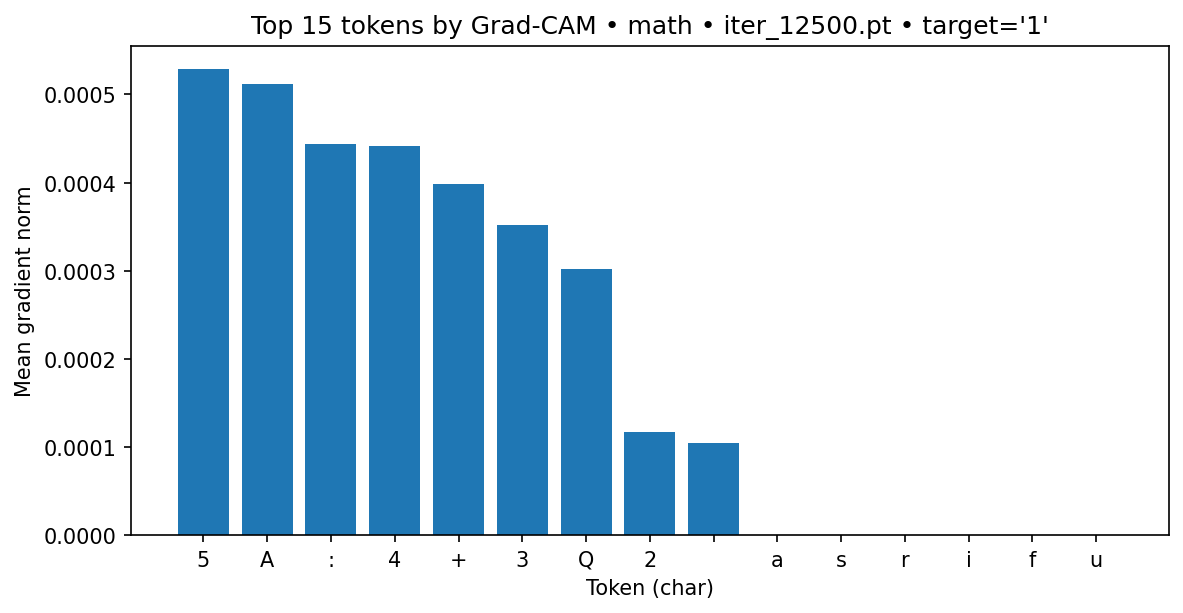 Top 15 tokens by Grad-CAM • math • iter_12500.pt • target='1'
Mean gradient norm
0.0005
0.0004
0.0003
0.0002
0.0001
0.0000
5 A : 4 + 3 Q 2 a s r i f u
Token (char)